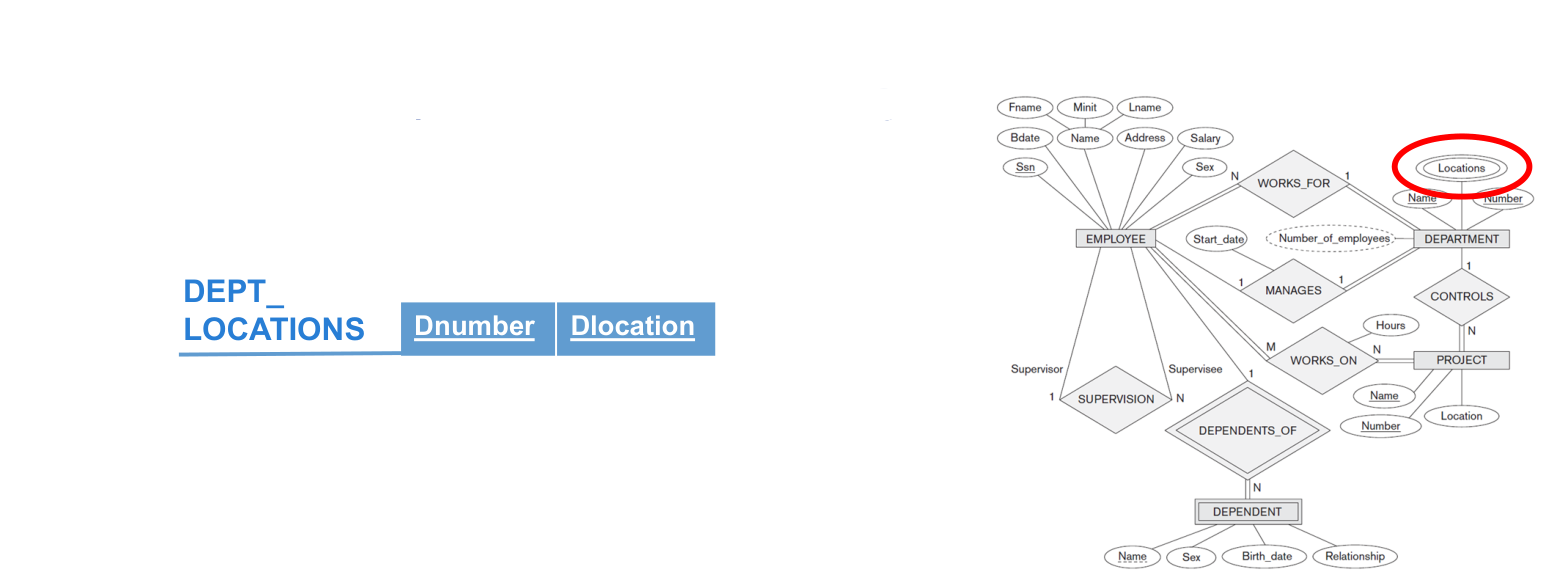 DEPT_
LOCATIONS
Dnumber Dlocation
Fname Minit Lname
Bdate Name Address Salary
Ssn Sex
N WORKS_FOR 1
Locations
Name Number
EMPLOYEE Start_date Number_of_employees DEPARTMENT
1 MANAGES 1
1
CONTROLS
N
Hours
M WORKS_ON N PROJECT
Supervisor Supervisee 1
1 SUPERVISION N
Name
Number Location
DEPENDENTS_OF
N
DEPENDENT
Name Sex Birth_date Relationship